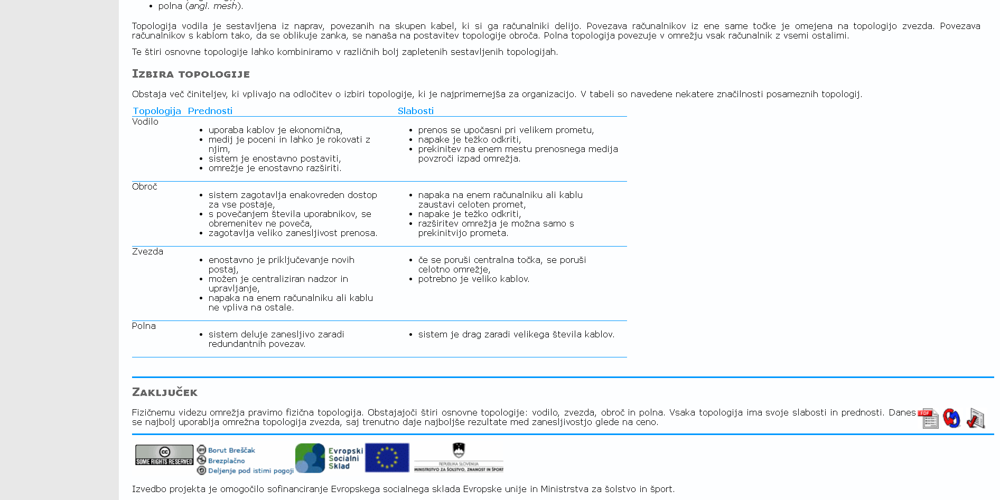 polna (angl. mesh).
Topologija vodila je sestavljena iz naprav, povezanih na skupen kabel, ki si ga računalniki delijo. Povezava računalnikov iz ene same točke je omejena na topologijo zvezda. Povezava
računalnikov s kablom tako, da se oblikuje zanka, se nanaša na postavitev topologije obroča. Polna topologija povezuje v omrežju vsak računalnik z vsemi ostalimi.
Te štiri osnovne topologije lahko kombiniramo v različnih bolj zapletenih sestavljenih topologijah.
Izbira topologije
Obstaja več činiteljev, ki vplivajo na odločitev o izbiri topologije, ki je najprimernejša za organizacijo. V tabeli so navedene nekatere značilnosti posameznih topologij.
Topologija Prednosti Slabosti
Vodilo
uporaba kablov je ekonomična,
medij je poceni in lahko je rokovati z
njim,
sistem je enostavno postaviti,
omrežje je enostavno razširiti.
prenos se upočasni pri velikem prometu,
napake je težko odkriti,
prekinitev na enem mestu prenosnega medija
povzroči izpad omrežja.
Obroč
sistem zagotavlja enakovreden dostop
za vse postaje,
s povečanjem števila uporabnikov, se
obremenitev ne poveča,
zagotavlja veliko zanesljivost prenosa.
napaka na enem računalniku ali kablu
zaustavi celoten promet,
napake je težko odkriti,
razširitev omrežja je možna samo s
prekinitvijo prometa.
Zvezda
enostavno je priključevanje novih
postaj,
možen je centraliziran nadzor in
upravljanje,
napaka na enem računalniku ali kablu
ne vpliva na ostale.
če se poruši centralna točka, se poruši
celotno omrežje,
potrebno je veliko kablov.
Polna
sistem deluje zanesljivo zaradi
redundantnih povezav.
sistem je drag zaradi velikega števila kablov.
Zaključek
Fizičnemu videzu omrežja pravimo fizična topologija. Obstajajoči štiri osnovne topologije: vodilo, zvezda, obroč in polna. Vsaka topologija ima svoje slabosti in prednosti. Danes
se najbolj uporablja omrežna topologija zvezda, saj trenutno daje najboljše rezultate med zanesljivostjo glede na ceno.
PDF
cc
SOME RIGHTS RESERVED
BY
Borut Breščak
Brezplačno
Deljenje pod istimi pogoji
Evropski
Socialni
Sklad
REPUBLIKA SLOVENIJA
MINISTRSTVO ZA ŠOLSTVO, ZNANOST IN ŠPORT
Izvedbo projekta je omogočilo sofinanciranje Evropskega socialnega sklada Evropske unije in Ministrstva za šolstvo in šport.